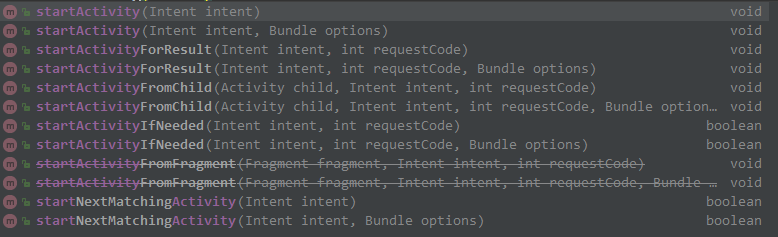 m startActivity(Intent intent) void
m startActivity(Intent intent, Bundle options) void
m startActivityForResult(Intent intent, int requestCode) void
m startActivityForResult(Intent intent, int requestCode, Bundle options) void
m startActivityFromChild(Activity child, Intent intent, int requestCode) void
m startActivityFromChild(Activity child, Intent intent, int requestCode, Bundle option… void
m startActivityIfNeeded(Intent intent, int requestCode) boolean
m startActivityIfNeeded(Intent intent, int requestCode, Bundle options) boolean
m startActivityFromFragment(Fragment fragment, Intent intent, int requestCode) void
m startActivityFromFragment(Fragment fragment, Intent intent, int requestCode, Bundle … void
m startNextMatchingActivity(Intent intent) boolean
m startNextMatchingActivity(Intent intent, Bundle options) boolean